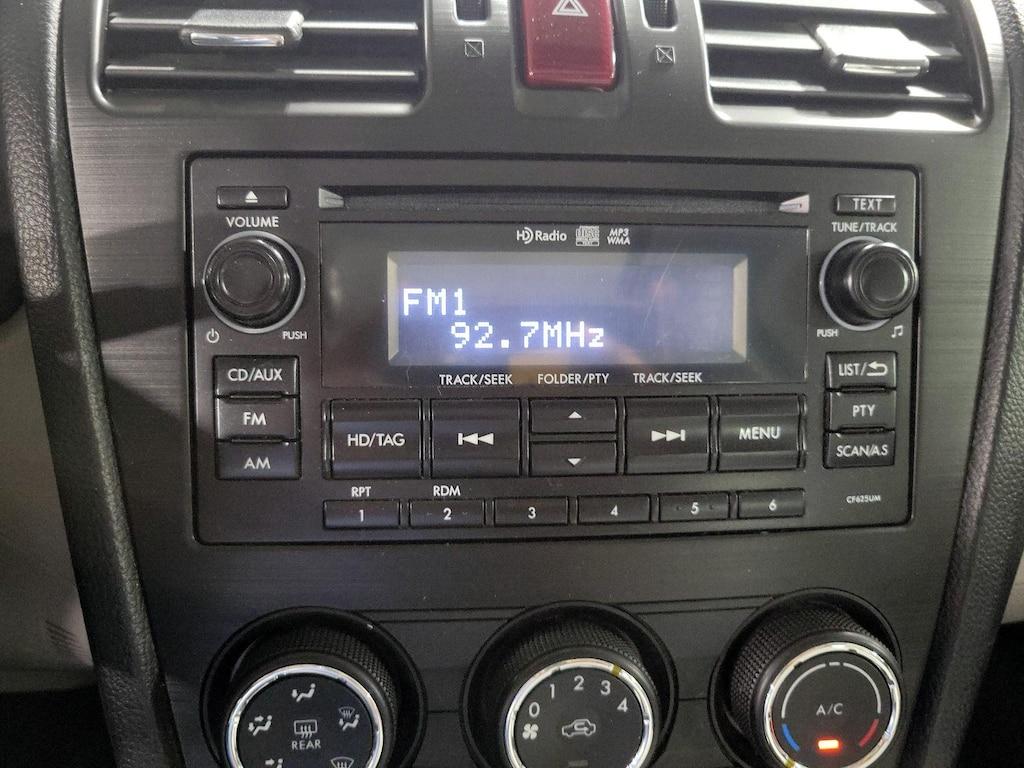 TEXT
VOLUME
TUNE/TRACK
HD Radio
MP3
WMA
FM1
92.7MHz
PUSH
PUSH
CD/AUX
FM
AM
TRACK/SEEK FOLDER/PTY TRACK/SEEK
HD/TAG
MENU
LIST/
PTY
SCAN/AS
RPT RDM
1 2 3 4 5 6
CF625UM
REAR
0 1 2 3 4
A/C